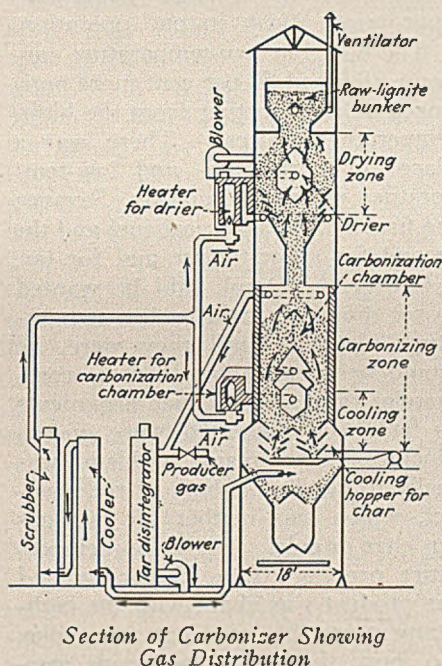 Ventilator
Raw-lignite
bunker
Blower
Drying
zone
Heater
for drier
Air
Drier
Carbonization
chamber
Air
Heater for
carbonization
chamber
Carbonizing
zone
Cooling
zone
Air
Producer
gas
Cooling
hopper for
char
Scrubber
Cooler
Tar disintegrator
Blower
18'
Section of Carbonizer Showing
Gas Distribution